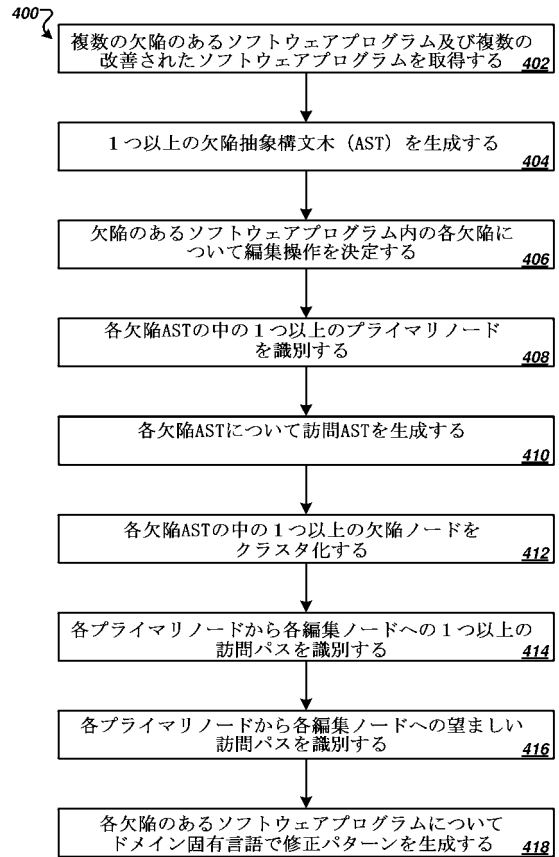 400
複数の欠陥のあるソフトウェアプログラム及び複数の
改善されたソフトウェアプログラムを取得する 402
1つ以上の欠陥抽象構文木（AST）を生成する
404
欠陥のあるソフトウェアプログラム内の各欠陥に
ついて編集操作を決定する 406
各欠陥ASTの中の1つ以上のプライマリノード
を識別する 408
各欠陥ASTについて訪問ASTを生成する
410
各欠陥ASTの中の1つ以上の欠陥ノードを
クラスタ化する 412
各プライマリノードから各編集ノードへの1つ以上の
訪問パスを識別する 414
各プライマリノードから各編集ノードへの望ましい
訪問パスを識別する 416
各欠陥のあるソフトウェアプログラムについて
ドメイン固有言語で修正パターンを生成する 418